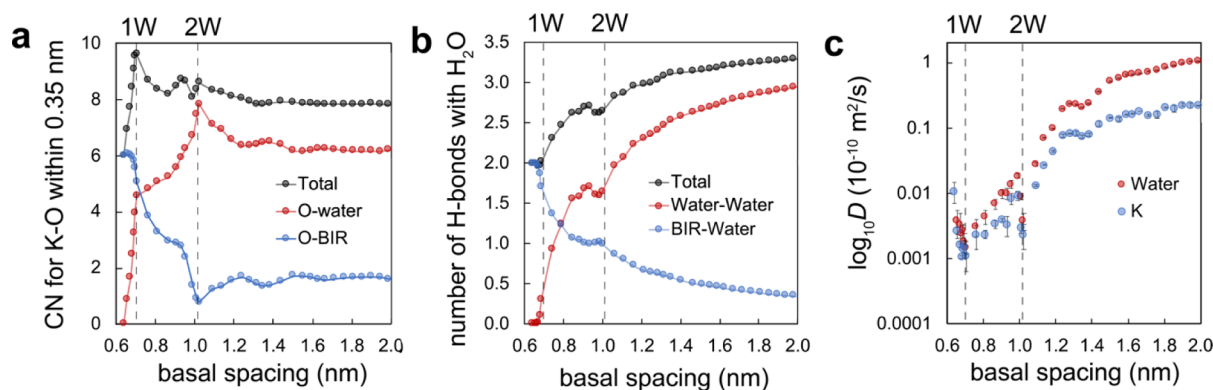 a
1W 2W
CN for K-O within 0.35 nm
10
8
6
4
2
0
Total
O-water
O-BIR
0.6 0.8 1.0 1.2 1.4 1.6 1.8 2.0
basal spacing (nm)
b
1W 2W
number of H-bonds with H2O
3.5
3.0
2.5
2.0
1.5
1.0
0.5
0.0
Total
Water-Water
BIR-Water
0.6 0.8 1.0 1.2 1.4 1.6 1.8 2.0
basal spacing (nm)
c
1W 2W
log10D (10-10 m2/s)
1
0.1
0.01
0.001
0.0001
Water
K
0.6 0.8 1.0 1.2 1.4 1.6 1.8 2.0
basal spacing (nm)